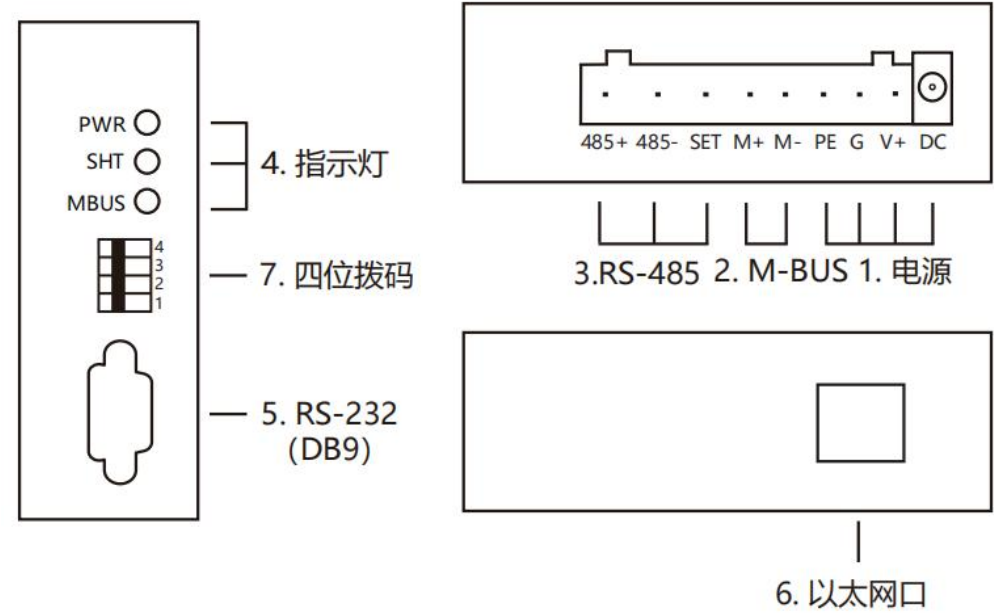 PWR
SHT
MBUS
4. 指示灯
4
3
2
1
7. 四位拨码
5. RS-232
(DB9)
485+ 485- SET M+ M- PE G V+ DC
3.RS-485 2. M-BUS 1. 电源
6. 以太网口